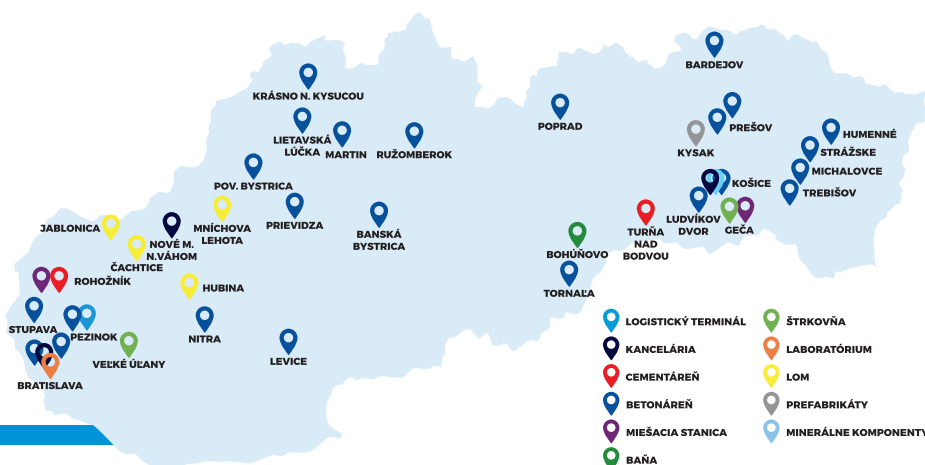 BARDEJOV
KRÁSNO N. KYSUCOU
POPRAD
PREŠOV
HUMENNÉ
LIETAVSKÁ
LÚČKA
MARTIN
RUŽOMBEROK
KYSAK
STRÁŽSKE
MICHALOVCE
POV. BYSTRICA
KOŠICE
TREBIŠOV
JABLONICA
NOVÉ M.
N.VÁHOM
MNÍCHOVA
LEHOTA
PRIEVIDZA
BANSKÁ
BYSTRICA
LUDVÍKOV
DVOR
GEČA
TURŇA
NAD
BODVOU
BOHÚŇOVO
ČACHTICE
ROHOŽNÍK
HUBINA
TORNAĽA
STUPAVA
PEZINOK
NITRA
LEVICE
VEĽKÉ ÚĽANY
BRATISLAVA
LOGISTICKÝ TERMINÁL
KANCELÁRIA
CEMENTÁREŇ
BETONÁREŇ
MIEŠACIA STANICA
BAŇA
ŠTRKOVŇA
LABORATÓRIUM
LOM
PREFABRIKÁTY
MINERÁLNE KOMPONENTY